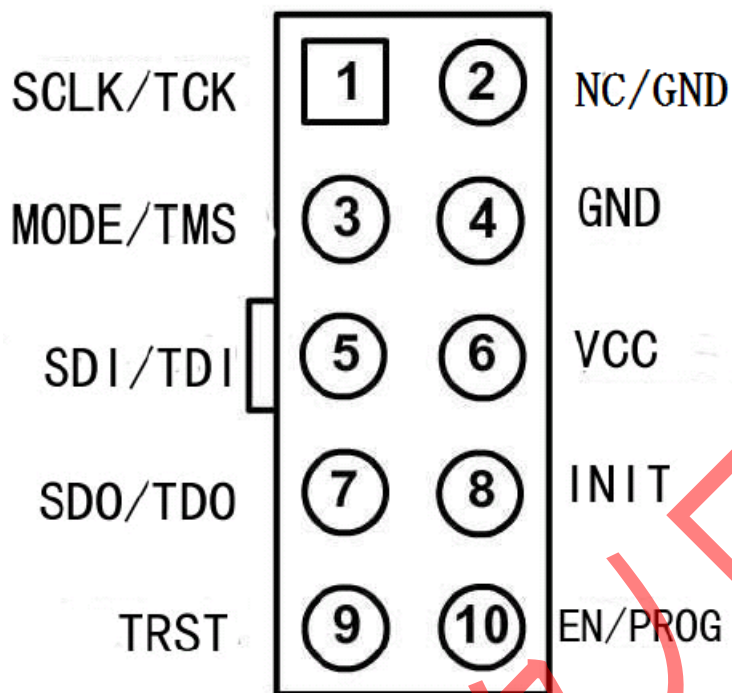 SCLK/TCK 1 2 NC/GND
MODE/TMS 3 4 GND
SDI/TDI 5 6 VCC
SDO/TDO 7 8 INIT
TRST 9 10 EN/PROG